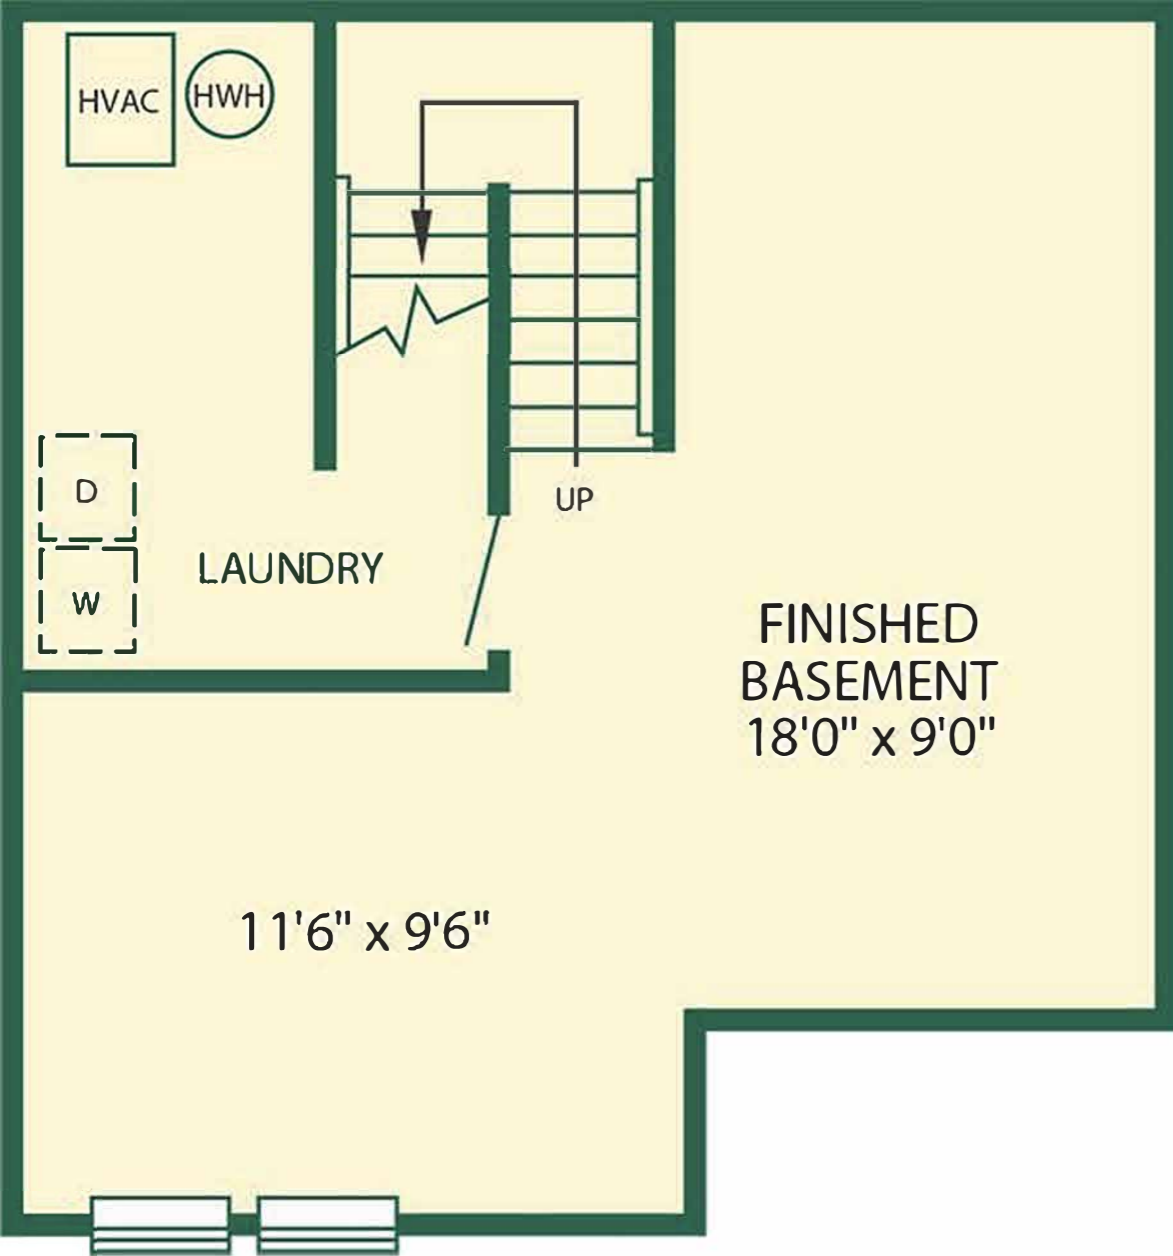 HVAC
HWH
D
UP
LAUNDRY
W
FINISHED
BASEMENT
18'0" x 9'0"
11'6" x 9'6"